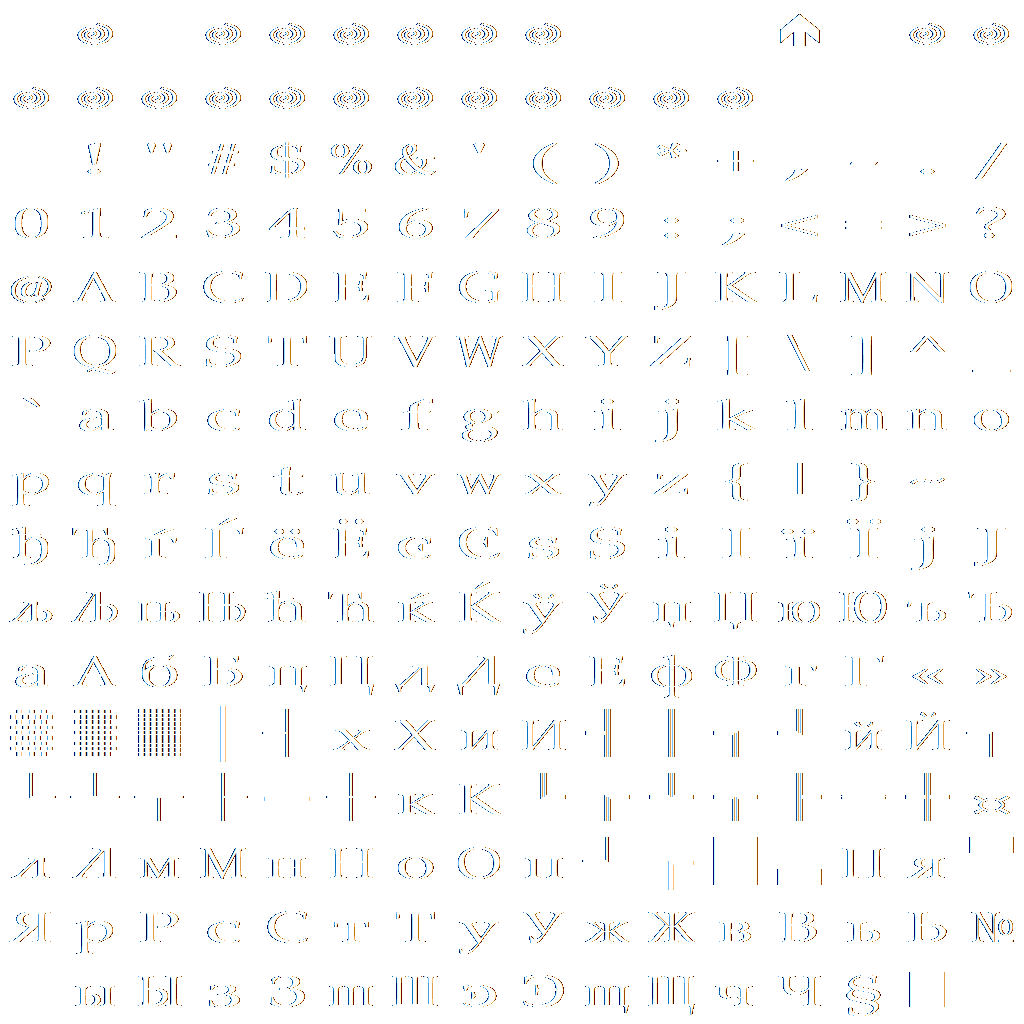 ↑
! " # $ % & ' ( ) * + , - . /
0 1 2 3 4 5 6 7 8 9 : ; < = > ?
@ A B C D E F G H I J K L M N O
P Q R S T U V W X Y Z [ \ ] ^ _
` a b c d e f g h i j k l m n o
p q r s t u v w x y z { | } ~
ђ Ђ ѓ Ѓ ё Ё є Є ѕ Ѕ і І ї Ї ј Ј
љ Љ њ Њ ћ Ћ ќ Ќ ў Ў џ Џ ю Ю ъ Ъ
а А б Б ц Ц д Д е Е ф Ф г Г « »
░ ▒ ▓ │ ┤ х Х и И ╣ ║ ╗ ╝ й Й ┐
└ ┴ ┬ ├ ─ ┼ к К ╚ ╔ ╩ ╦ ╠ ═ ╬ ¤
л Л м М н Н о О п ┘ ┌ █ ▄ П я ▀
Я р Р с С т Т у У ж Ж в В ь Ь №
ы Ы з З ш Ш э Э щ Щ ч Ч § ■